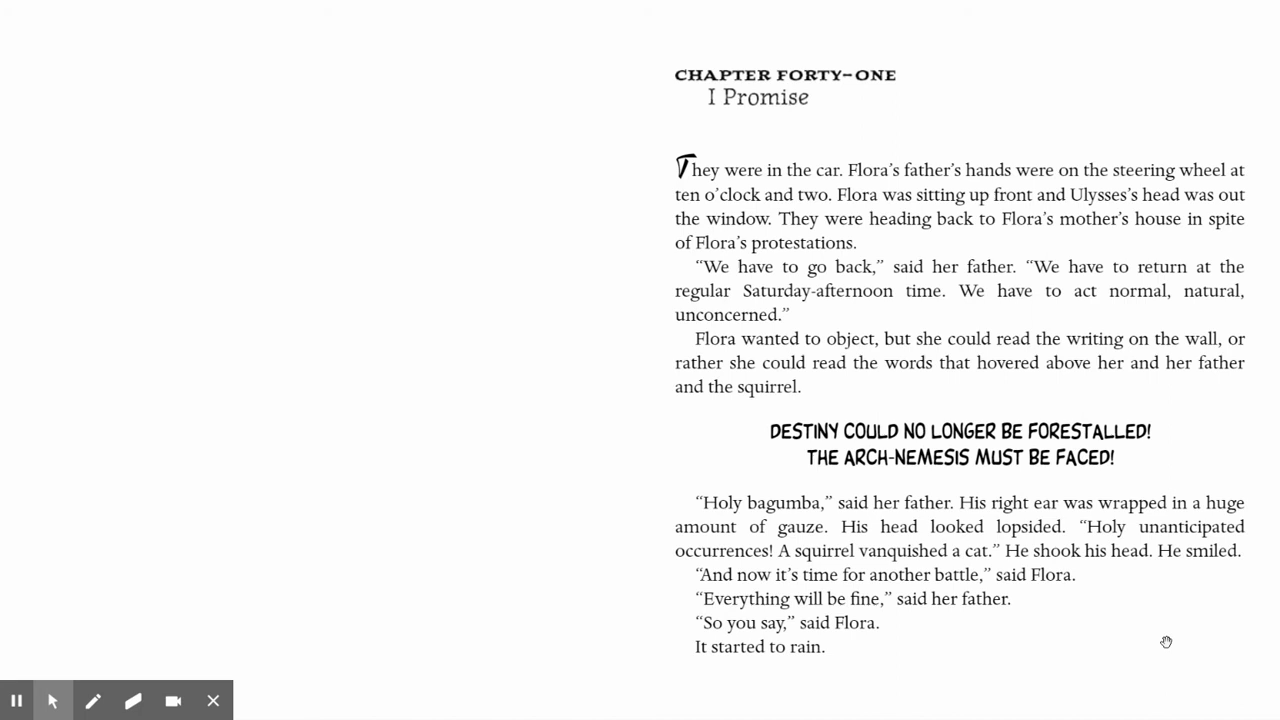 CHAPTER FORTY-ONE
I Promise
They were in the car. Flora’s father’s hands were on the steering wheel at
ten o’clock and two. Flora was sitting up front and Ulysses’s head was out
the window. They were heading back to Flora’s mother’s house in spite
of Flora’s protestations.
“We have to go back,” said her father. “We have to return at the
regular Saturday-afternoon time. We have to act normal, natural,
unconcerned.”
Flora wanted to object, but she could read the writing on the wall, or
rather she could read the words that hovered above her and her father
and the squirrel.
DESTINY COULD NO LONGER BE FORESTALLED!
THE ARCH-NEMESIS MUST BE FACED!
“Holy bagumba,” said her father. His right ear was wrapped in a huge
amount of gauze. His head looked lopsided. “Holy unanticipated
occurrences! A squirrel vanquished a cat.” He shook his head. He smiled.
“And now it’s time for another battle,” said Flora.
“Everything will be fine,” said her father.
“So you say,” said Flora.
It started to rain.